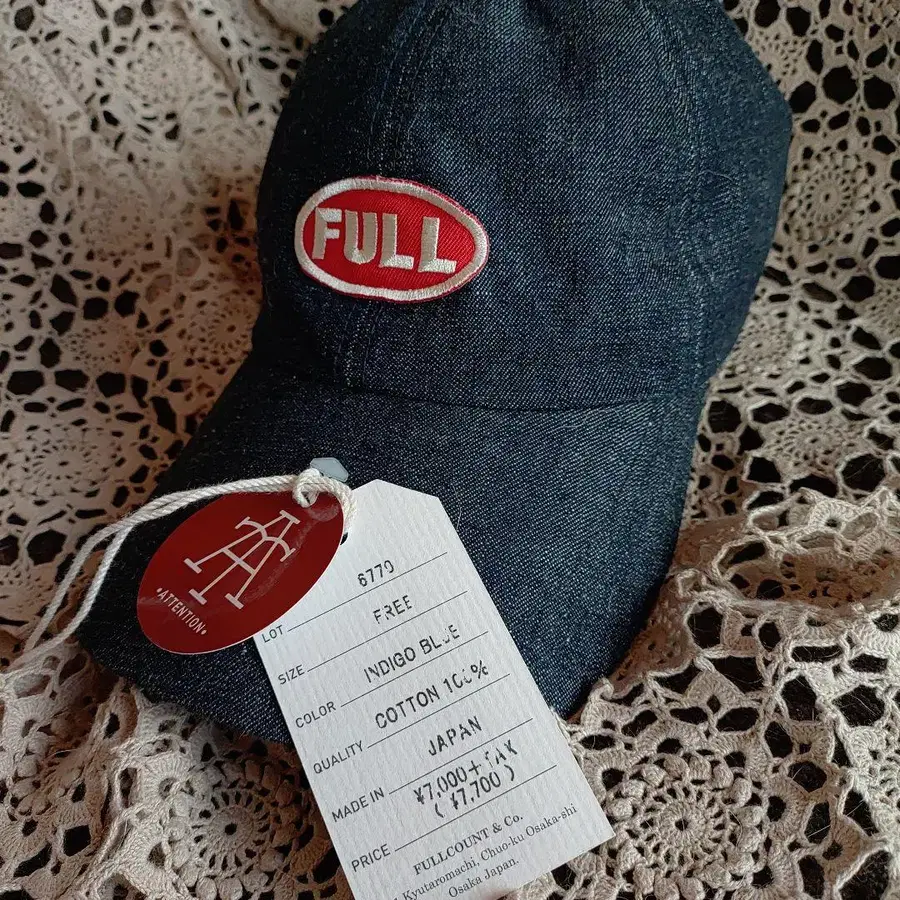 FULL
ATTENTION
LOT 6770
SIZE FREE
COLOR INDIGO BLUE
QUALITY COTTON 100%
MADE IN JAPAN
PRICE ¥7,000+TAX
(¥7,700)
FULLCOUNT & Co.
Kyutaromachi, Chuo-ku Osaka-shi
Osaka Japan.